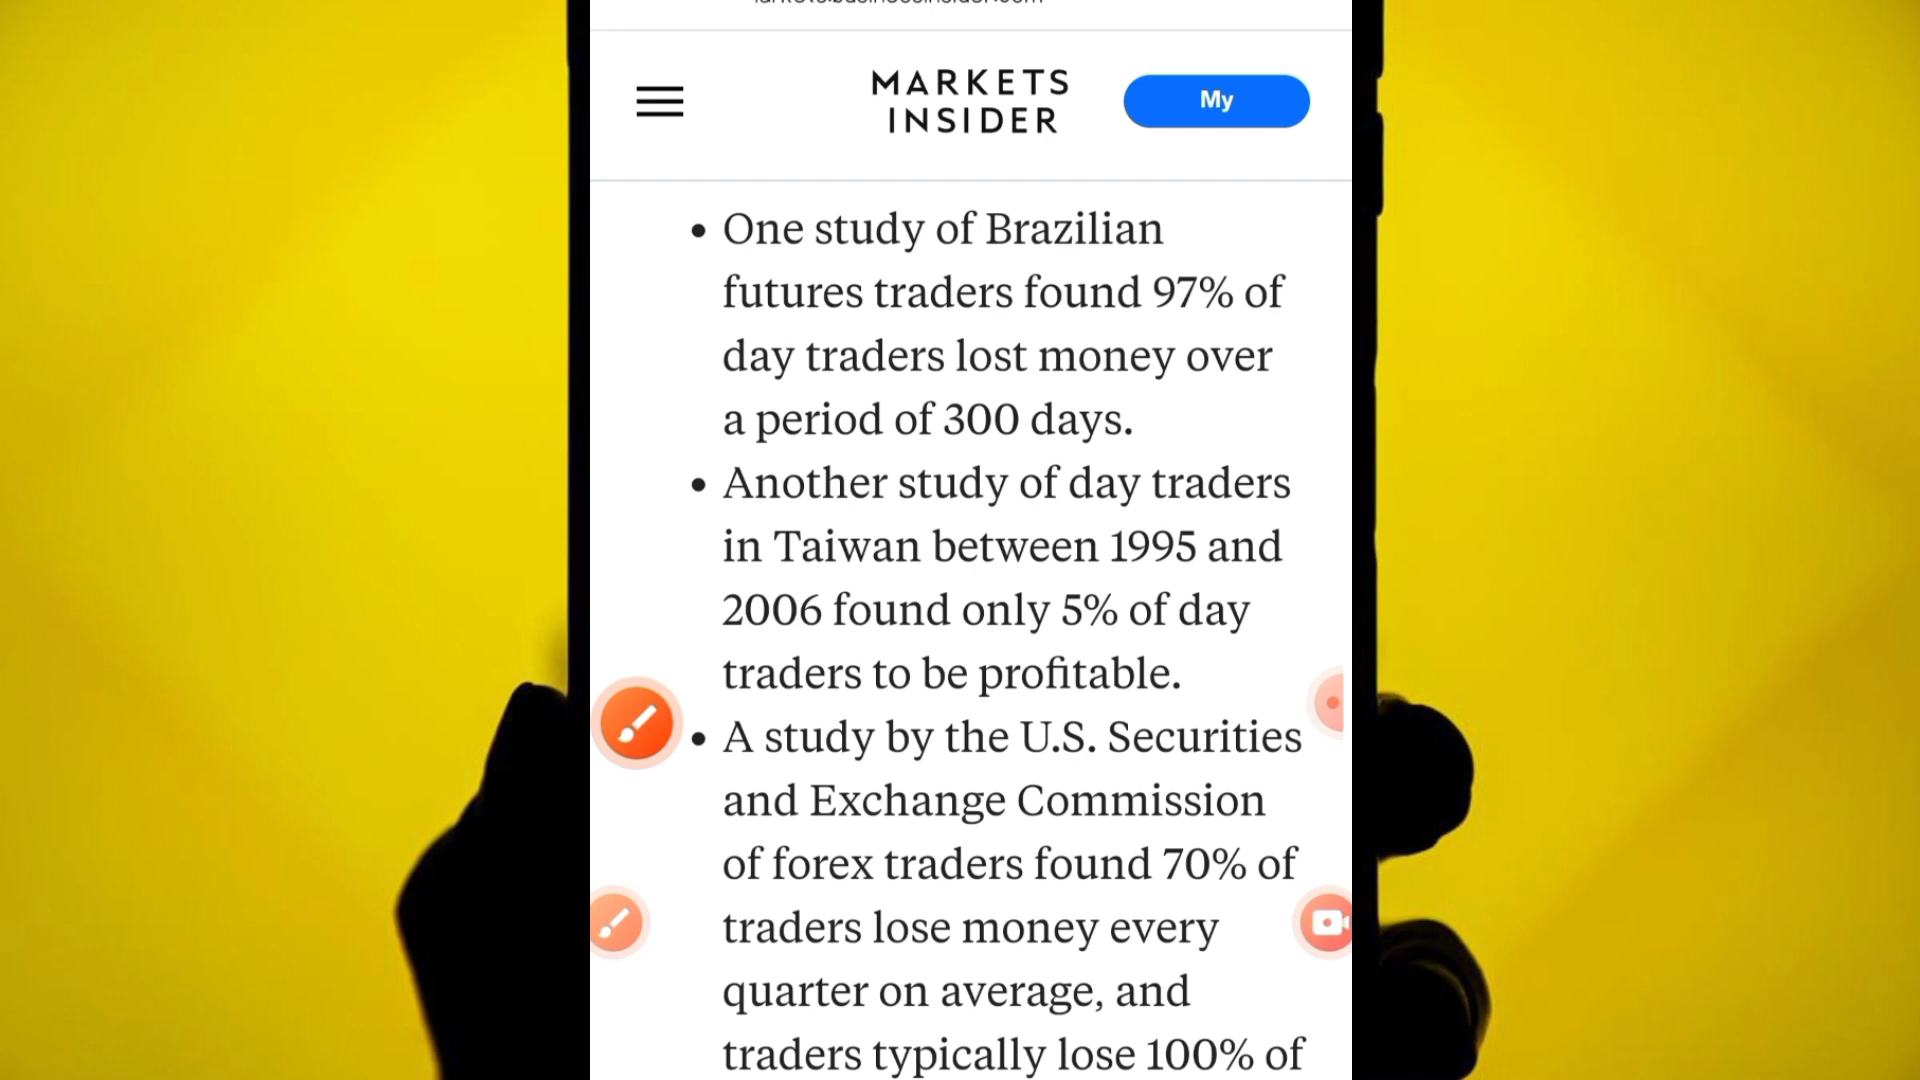 MARKETS
INSIDER
My
• One study of Brazilian
futures traders found 97% of
day traders lost money over
a period of 300 days.
• Another study of day traders
in Taiwan between 1995 and
2006 found only 5% of day
traders to be profitable.
• A study by the U.S. Securities
and Exchange Commission
of forex traders found 70% of
traders lose money every
quarter on average, and
traders typically lose 100% of